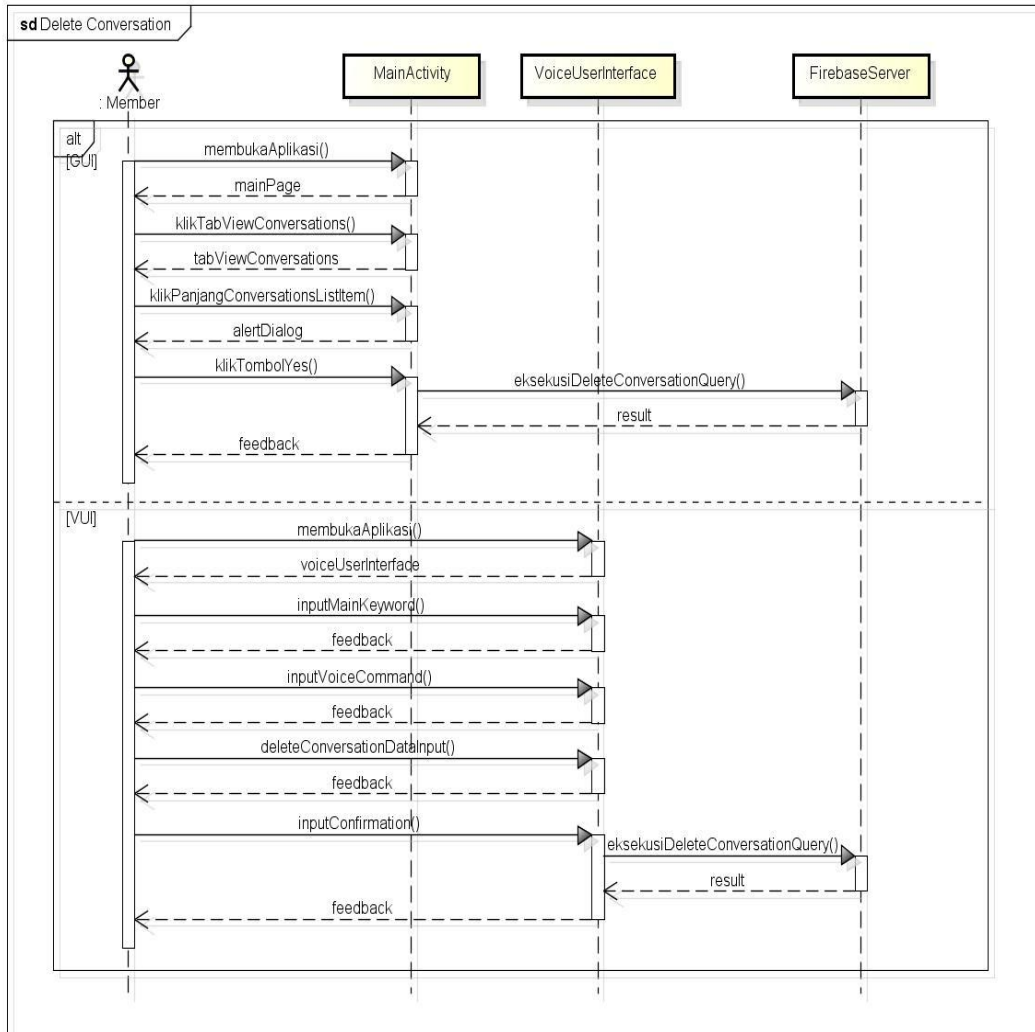 sd Delete Conversation
: Member
MainActivity
VoiceUserInterface
FirebaseServer
alt
[GUI]
membukaAplikasi()
mainPage
klikTabViewConversations()
tabViewConversations
klikPanjangConversationsListItem()
alertDialog
klikTombolYes()
eksekusiDeleteConversationQuery()
result
feedback
[VUI]
membukaAplikasi()
voiceUserInterface
inputMainKeyword()
feedback
inputVoiceCommand()
feedback
deleteConversationDataInput()
feedback
inputConfirmation()
eksekusiDeleteConversationQuery()
result
feedback